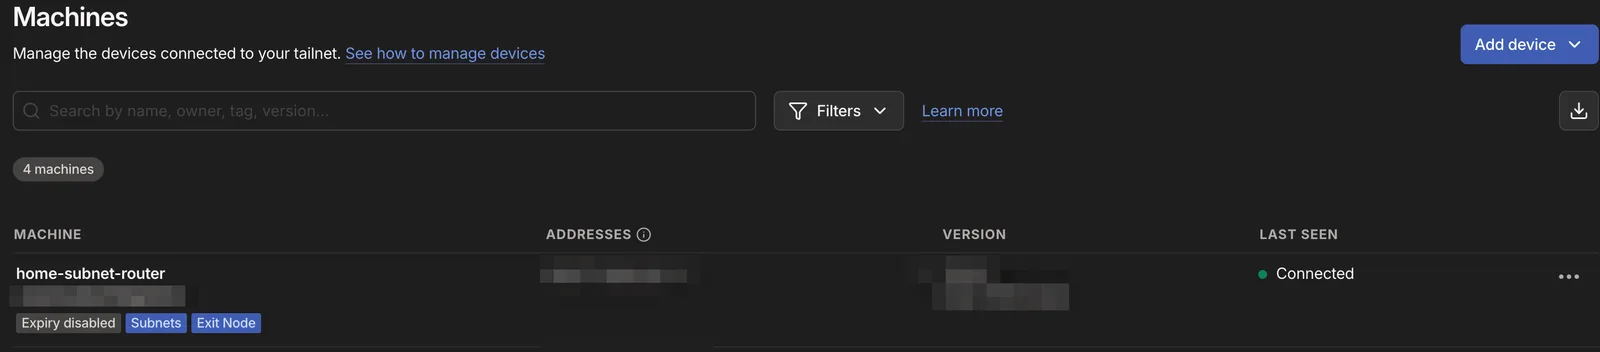 Machines
Manage the devices connected to your tailnet. See how to manage devices
Add device
Search by name, owner, tag, version...
Filters
Learn more
4 machines
MACHINE ADDRESSES VERSION LAST SEEN
home-subnet-router Connected
Expiry disabled Subnets Exit Node